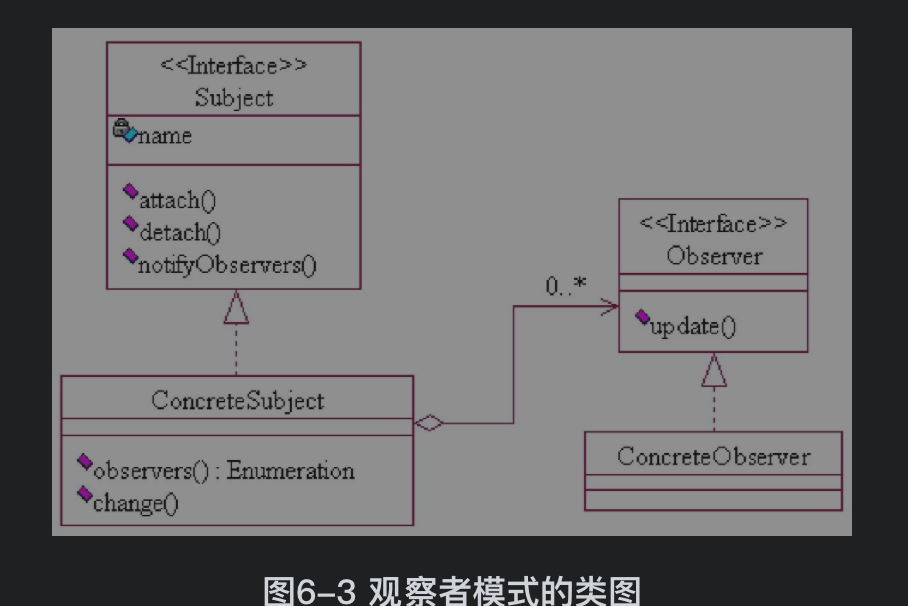 <<Interface>>
Subject
name
attach()
detach()
notifyObservers()
<<Interface>>
Observer
0..*
update()
ConcreteSubject
observers() : Enumeration
change()
ConcreteObserver
图6-3 观察者模式的类图